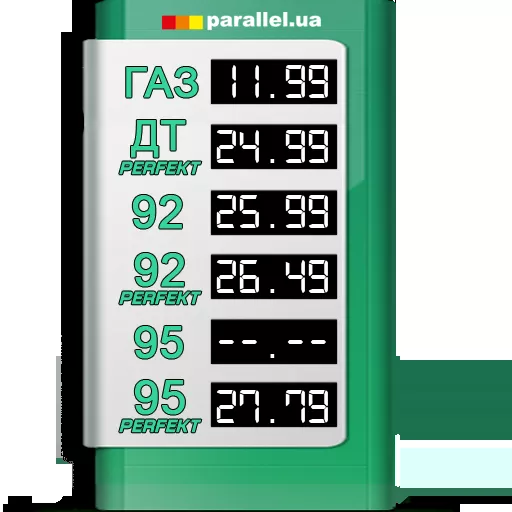 parallel.ua
ГАЗ 11.99
ДТ PERFEKT 24.99
92 25.99
92 PERFEKT 26.49
95 --.--
95 PERFEKT 27.79